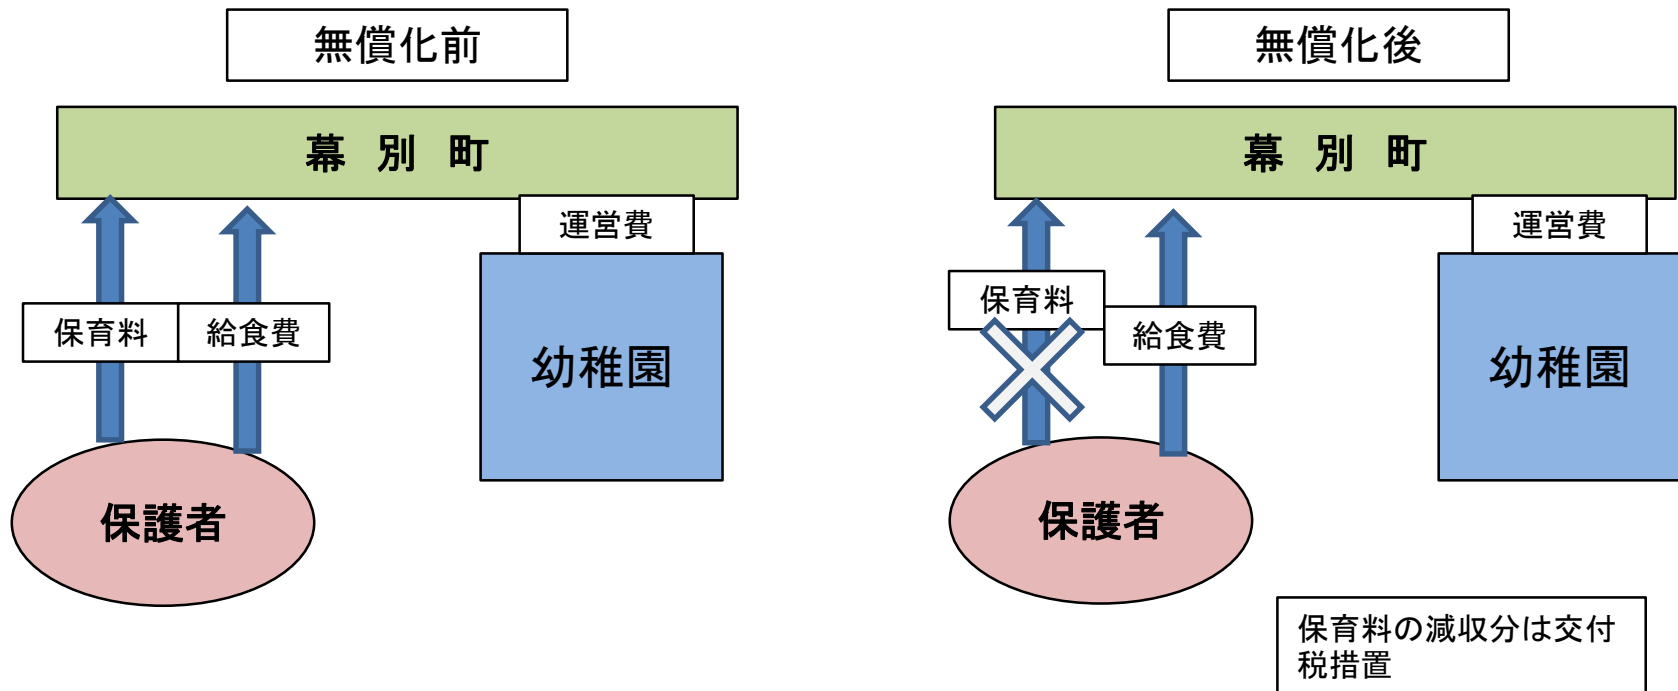 無償化前
幕 別 町
運営費
保育料
給食費
幼稚園
保護者
無償化後
幕 別 町
運営費
保育料
給食費
幼稚園
保護者
保育料の減収分は交付
税措置